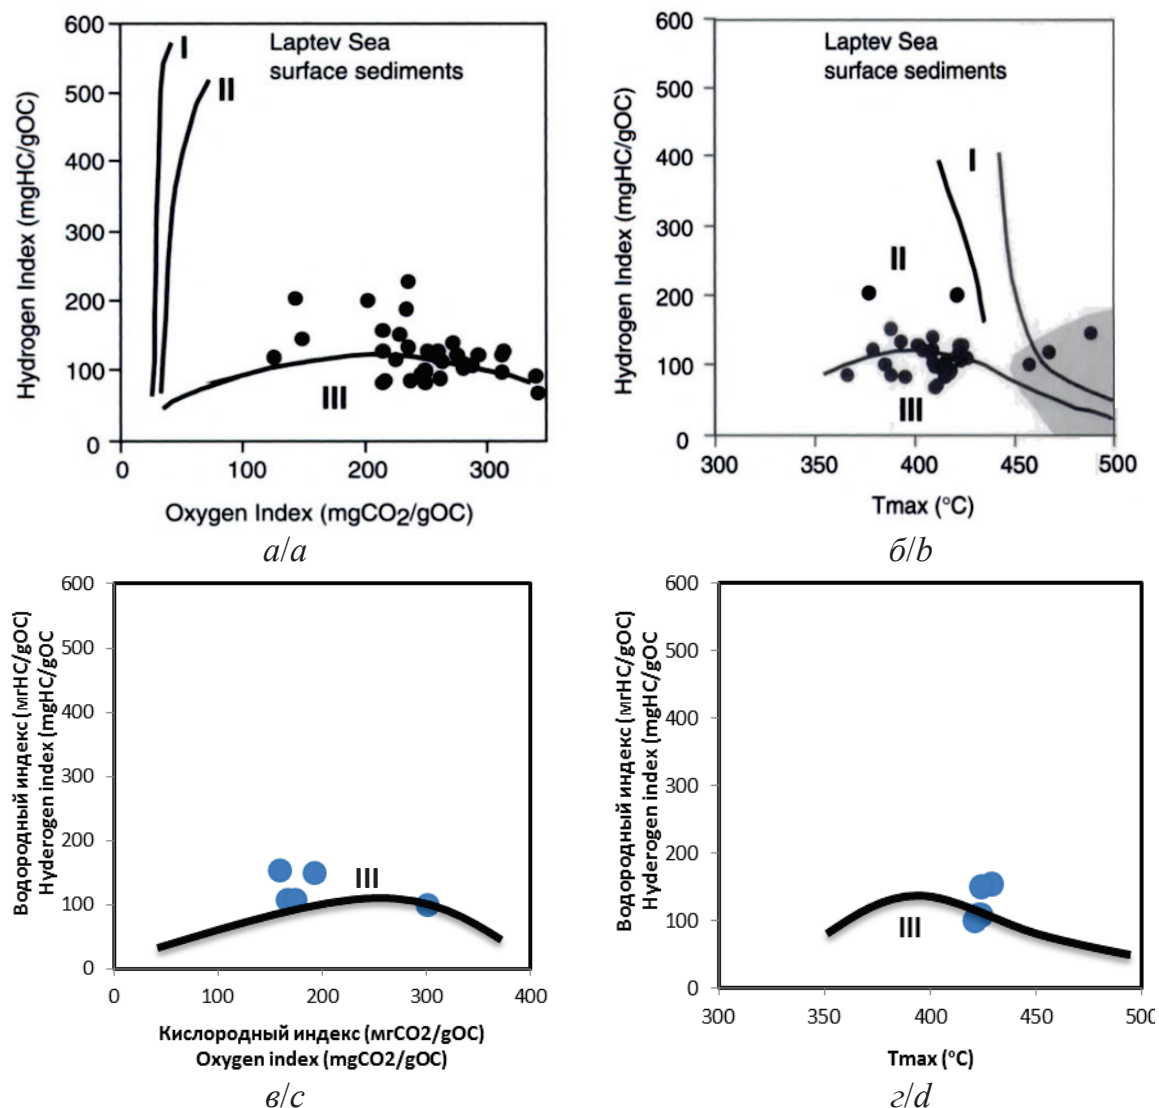 600
500
400
300
200
100
0
Hydrogen Index (mgHC/gOC)
Laptev Sea
surface sediments
I
II
III
0
100
200
300
Oxygen Index (mgCO2/gOC)
а/a
600
500
400
300
200
100
0
Hydrogen Index (mgHC/gOC)
Laptev Sea
surface sediments
I
II
III
300
350
400
450
500
Tmax (°C)
б/b
600
500
400
300
200
100
0
Водородный индекс (мгHC/gOC)
Hyderogen index (mgHC/gOC
III
0
100
200
300
400
Кислородный индекс (мгCO2/gOC)
Oxygen index (mgCO2/gOC)
в/c
600
500
400
300
200
100
0
Водородный индекс (мгHC/gOC)
Hyderogen index (mgHC/gOC
III
300
350
400
450
500
Tmax (°C)
г/d